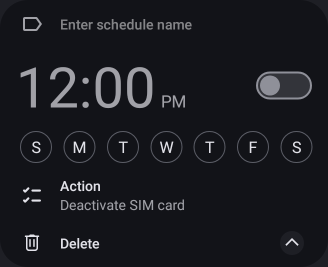 Enter schedule name
12:00 PM
S M T W T F S
Action
Deactivate SIM card
Delete